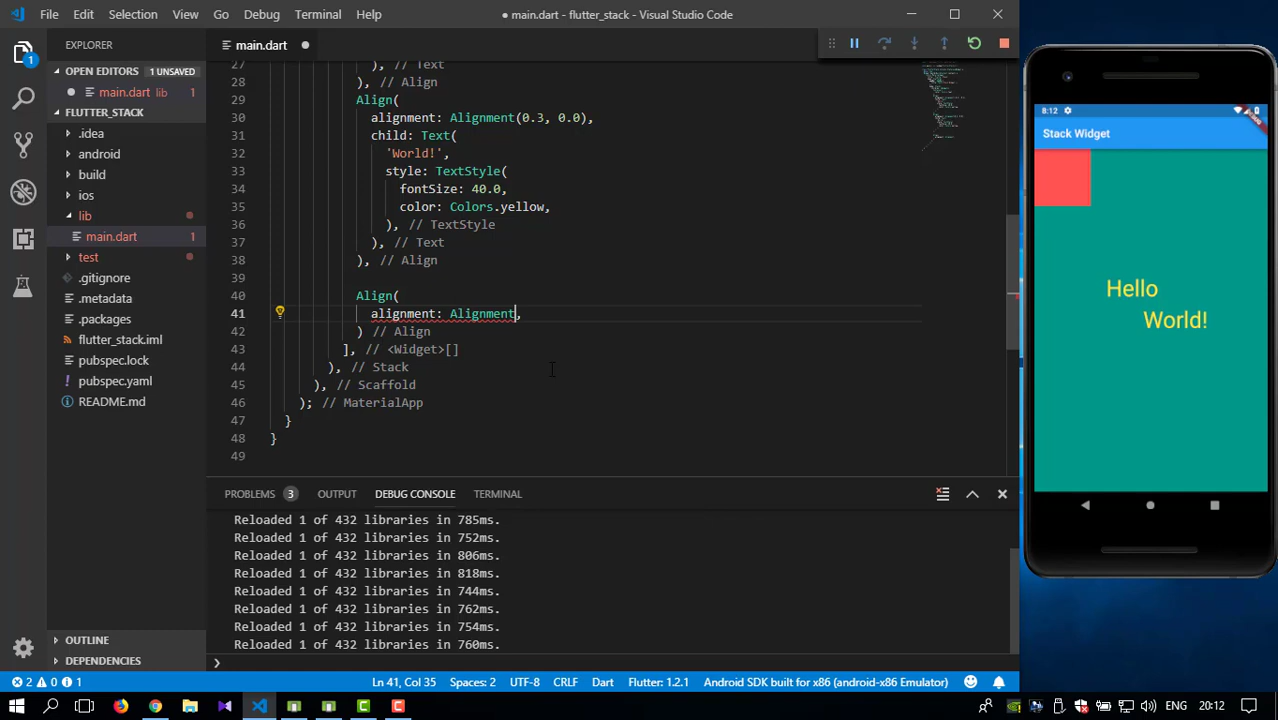 File Edit Selection View Go Debug Terminal Help
● main.dart - flutter_stack - Visual Studio Code
EXPLORER
main.dart ●
OPEN EDITORS 1 UNSAVED
● main.dart lib 1
FLUTTER_STACK
.idea
android
build
ios
lib
main.dart 1
test
.gitignore
.metadata
.packages
flutter_stack.iml
pubspec.lock
pubspec.yaml
README.md
OUTLINE
DEPENDENCIES
27 ), // Text
28 ), // Align
29 Align(
30 alignment: Alignment(0.3, 0.0),
31 child: Text(
32 'World!',
33 style: TextStyle(
34 fontSize: 40.0,
35 color: Colors.yellow,
36 ), // TextStyle
37 ), // Text
38 ), // Align
39
40 Align(
41 alignment: Alignment,
42 ) // Align
43 ], // <Widget>[]
44 ), // Stack
45 ), // Scaffold
46 ); // MaterialApp
47 }
48 }
49
PROBLEMS 3 OUTPUT DEBUG CONSOLE TERMINAL
Reloaded 1 of 432 libraries in 785ms.
Reloaded 1 of 432 libraries in 752ms.
Reloaded 1 of 432 libraries in 806ms.
Reloaded 1 of 432 libraries in 818ms.
Reloaded 1 of 432 libraries in 744ms.
Reloaded 1 of 432 libraries in 762ms.
Reloaded 1 of 432 libraries in 754ms.
Reloaded 1 of 432 libraries in 760ms.
8:12
Stack Widget
Hello
World!
2 0 1 Ln 41, Col 35 Spaces: 2 UTF-8 CRLF Dart Flutter: 1.2.1 Android SDK built for x86 (android-x86 Emulator)
ENG 20:12